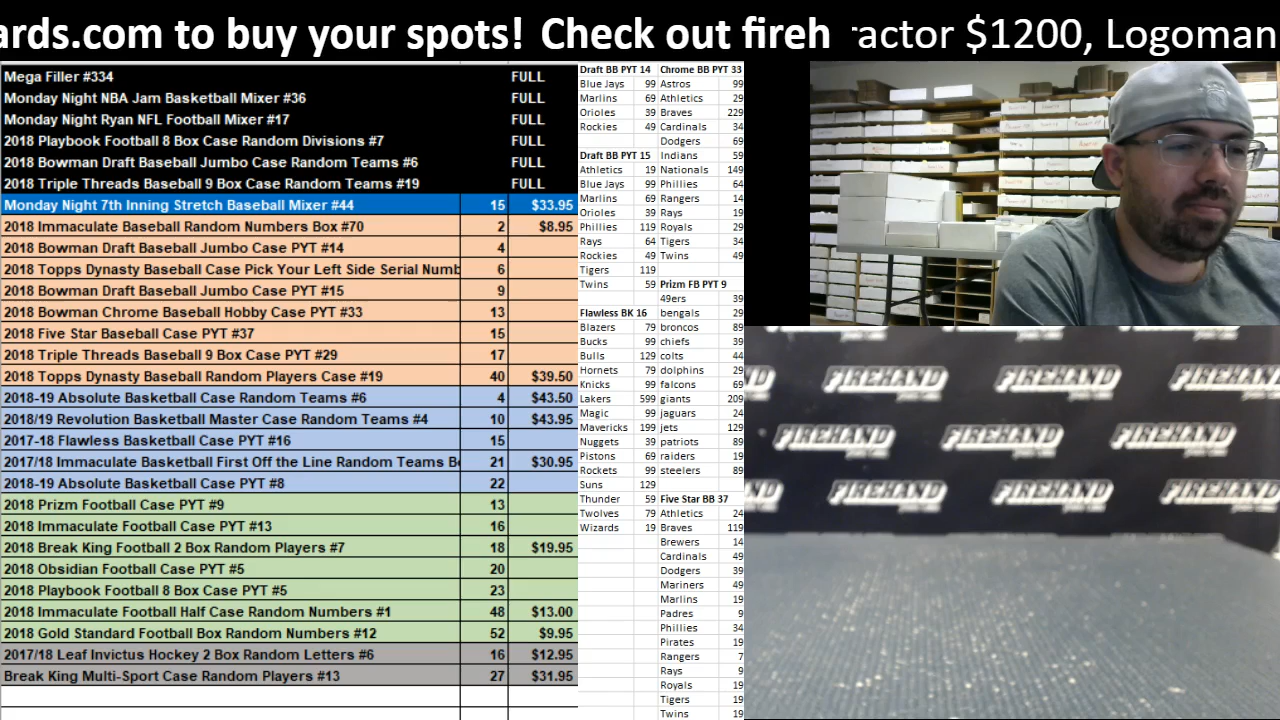 ards.com to buy your spots!  Check out fireh
actor $1200, Logoman
Mega Filler #334 FULL
Monday Night NBA Jam Basketball Mixer #36 FULL
Monday Night Ryan NFL Football Mixer #17 FULL
2018 Playbook Football 8 Box Case Random Divisions #7 FULL
2018 Bowman Draft Baseball Jumbo Case Random Teams #6 FULL
2018 Triple Threads Baseball 9 Box Case Random Teams #19 FULL
Monday Night 7th Inning Stretch Baseball Mixer #44 15 $33.95
2018 Immaculate Baseball Random Numbers Box #70 2 $8.95
2018 Bowman Draft Baseball Jumbo Case PYT #14 4
2018 Topps Dynasty Baseball Case Pick Your Left Side Serial Numb 6
2018 Bowman Draft Baseball Jumbo Case PYT #15 9
2018 Bowman Chrome Baseball Hobby Case PYT #33 13
2018 Five Star Baseball Case PYT #37 15
2018 Triple Threads Baseball 9 Box Case PYT #29 17
2018 Topps Dynasty Baseball Random Players Case #19 40 $39.50
2018-19 Absolute Basketball Case Random Teams #6 4 $43.50
2018/19 Revolution Basketball Master Case Random Teams #4 10 $43.95
2017-18 Flawless Basketball Case PYT #16 15
2017/18 Immaculate Basketball First Off the Line Random Teams B 21 $30.95
2018-19 Absolute Basketball Case PYT #8 22
2018 Prizm Football Case PYT #9 13
2018 Immaculate Football Case PYT #13 16
2018 Break King Football 2 Box Random Players #7 18 $19.95
2018 Obsidian Football Case PYT #5 20
2018 Playbook Football 8 Box Case PYT #5 23
2018 Immaculate Football Half Case Random Numbers #1 48 $13.00
2018 Gold Standard Football Box Random Numbers #12 52 $9.95
2017/18 Leaf Invictus Hockey 2 Box Random Letters #6 16 $12.95
Break King Multi-Sport Case Random Players #13 27 $31.95
Draft BB PYT 14
Blue Jays 99
Marlins 69
Orioles 39
Rockies 49
Draft BB PYT 15
Athletics 19
Blue Jays 99
Marlins 69
Orioles 39
Phillies 119
Rays 64
Rockies 49
Tigers 119
Twins 59
Flawless BK 16
Blazers 79
Bucks 99
Bulls 129
Hornets 79
Knicks 99
Lakers 599
Magic 99
Mavericks 199
Nuggets 39
Pistons 69
Rockets 99
Suns 129
Thunder 59
Twolves 79
Wizards 19
Chrome BB PYT 33
Astros 99
Athletics 29
Braves 229
Cardinals 34
Dodgers 69
Indians 59
Nationals 149
Phillies 64
Rangers 14
Rays 19
Royals 29
Tigers 34
Twins 49
Prizm FB PYT 9
49ers 39
bengals 29
broncos 89
chiefs 39
colts 44
dolphins 29
falcons 69
giants 209
jaguars 24
jets 129
patriots 89
raiders 19
steelers 89
Five Star BB 37
Athletics 24
Braves 119
Brewers 14
Cardinals 49
Dodgers 39
Mariners 49
Marlins 19
Padres 9
Phillies 34
Pirates 19
Rangers 7
Rays 9
Royals 19
Tigers 19
Twins 19
FIREHAND FIREHAND FIREHAND
FIREHAND FIREHAND FIREHAND
FIREHAND FIREHAND FIREHAND